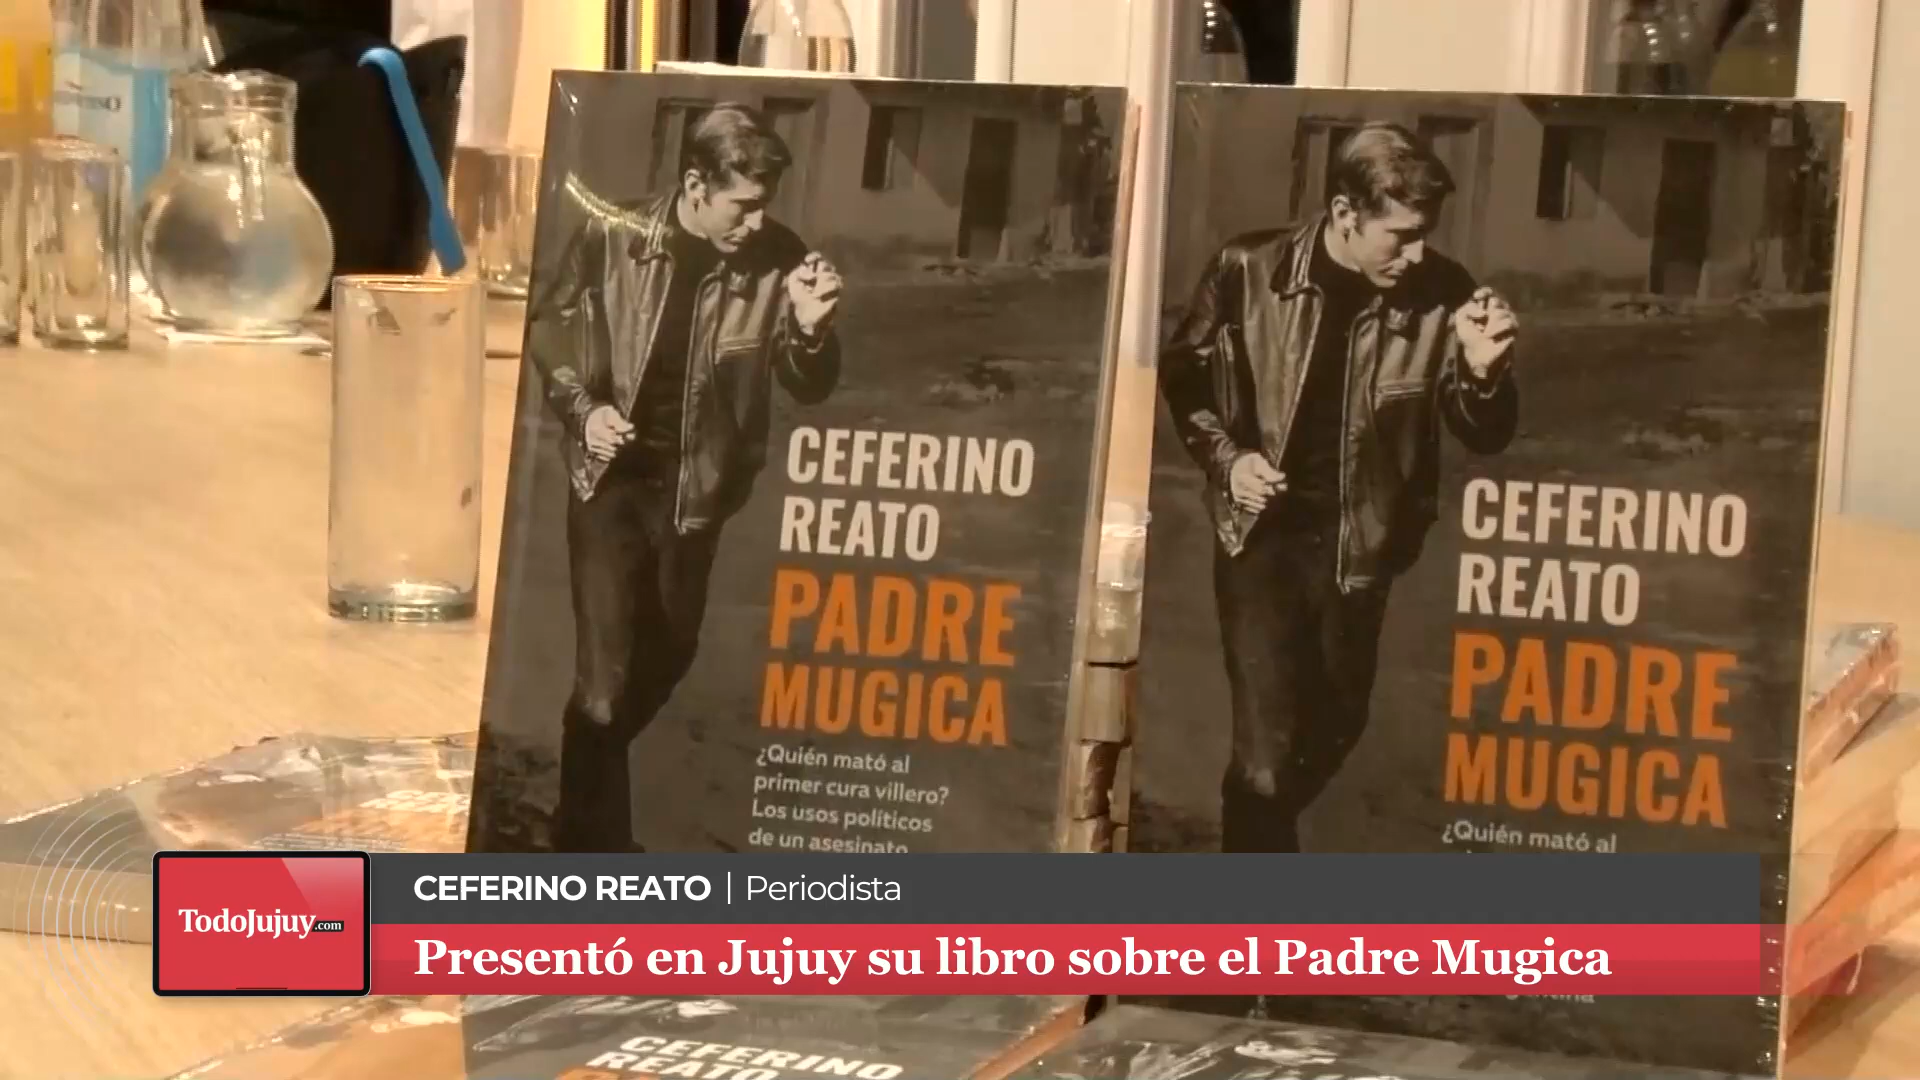 CEFERINO
REATO
PADRE
MUGICA
¿Quién mató al
primer cura villero?
Los usos políticos
de un asesinato
CEFERINO
REATO
PADRE
MUGICA
¿Quién mató al
TodoJujuy.com
CEFERINO REATO | Periodista
Presentó en Jujuy su libro sobre el Padre Mugica
CEFERINO
REATO